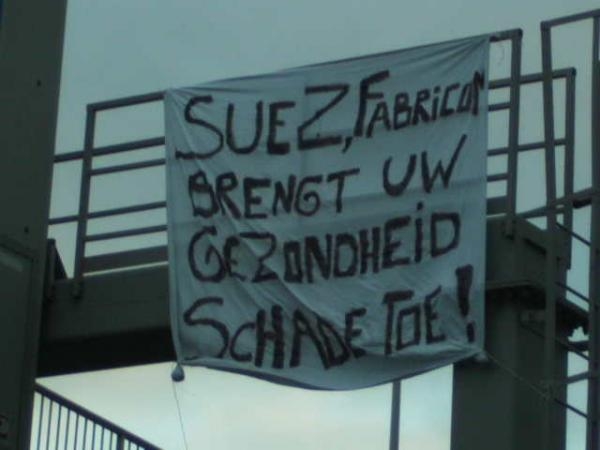 SUEZ, FABRICOM
BRENGT UW
GEZONDHEID
SCHADE TOE!